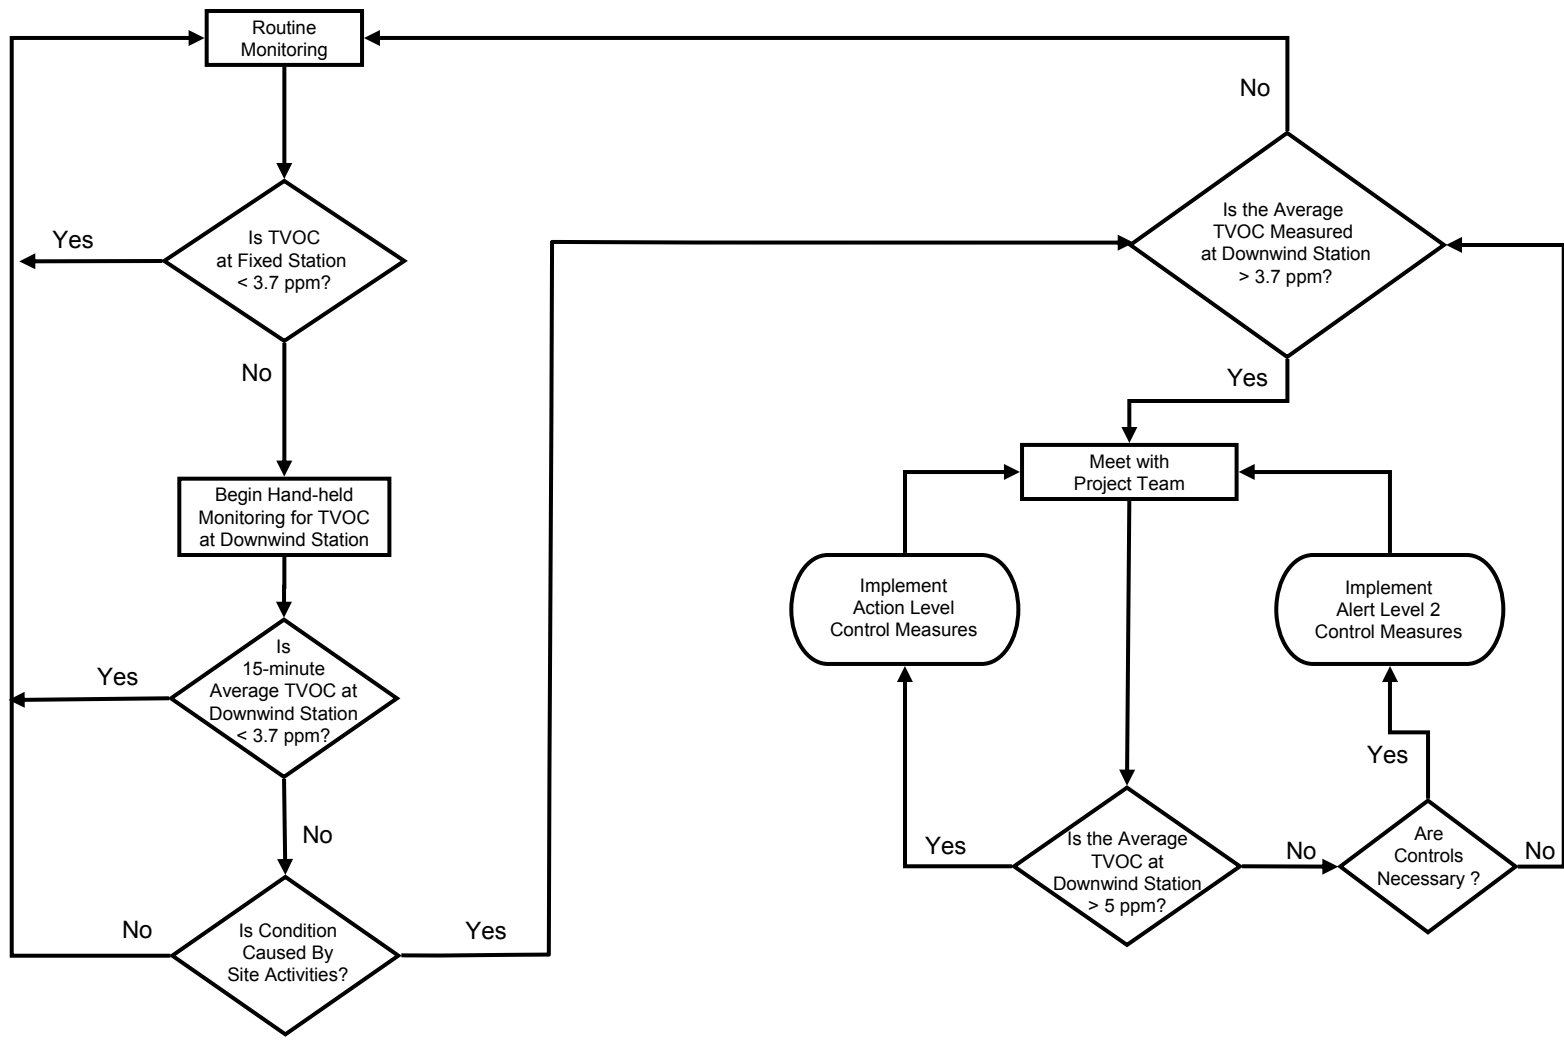 Routine
Monitoring
No
Is the Average
TVOC Measured
at Downwind Station
> 3.7 ppm?
Yes
Is TVOC
at Fixed Station
< 3.7 ppm?
No
Yes
Meet with
Project Team
Begin Hand-held
Monitoring for TVOC
at Downwind Station
Implement
Action Level
Control Measures
Implement
Alert Level 2
Control Measures
Yes
Is
15-minute
Average TVOC at
Downwind Station
< 3.7 ppm?
Yes
No
Yes
Is the Average
TVOC at
Downwind Station
> 5 ppm?
No
Are
Controls
Necessary ?
No
No
Is Condition
Caused By
Site Activities?
Yes